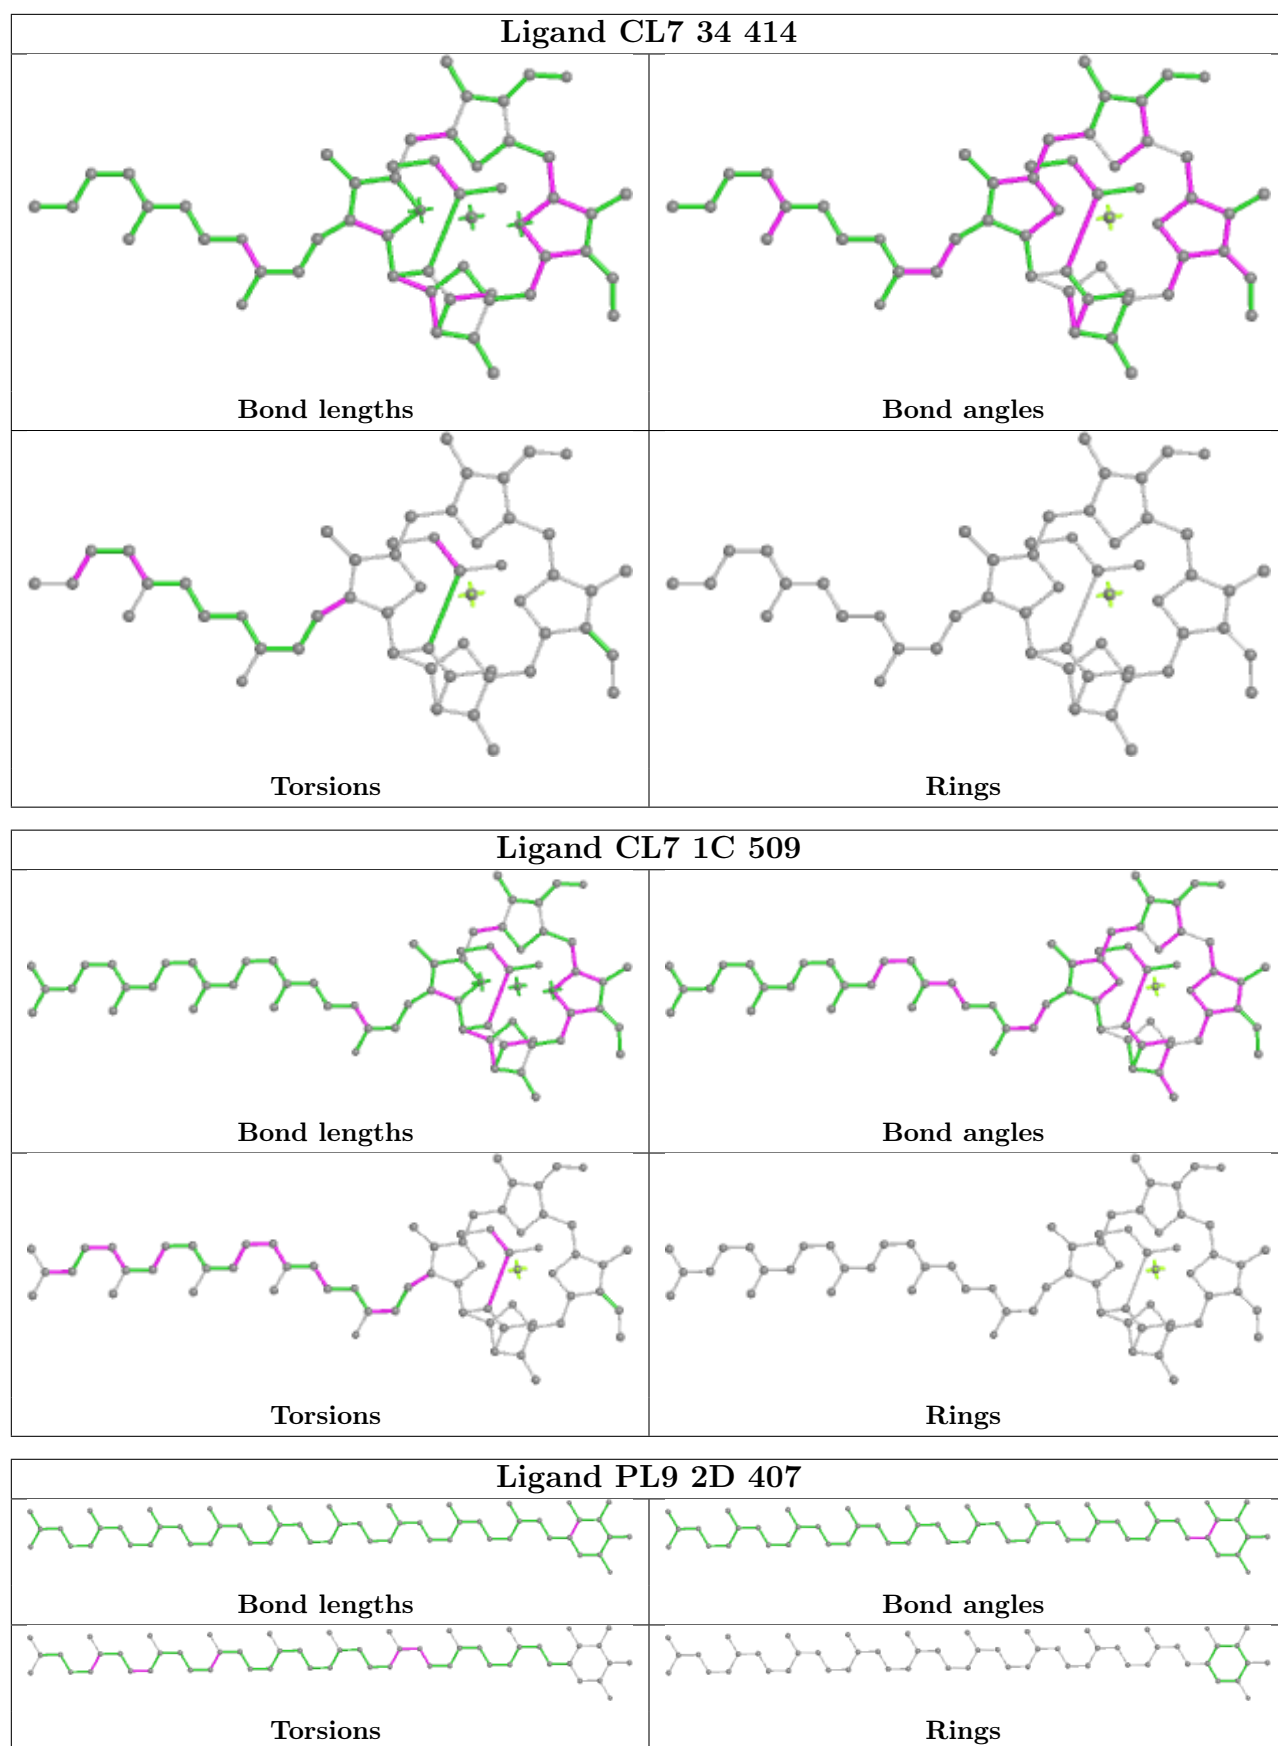 Ligand CL7 34 414
Bond lengths
Bond angles
Torsions
Rings
Ligand CL7 1C 509
Bond lengths
Bond angles
Torsions
Rings
Ligand PL9 2D 407
Bond lengths
Bond angles
Torsions
Rings